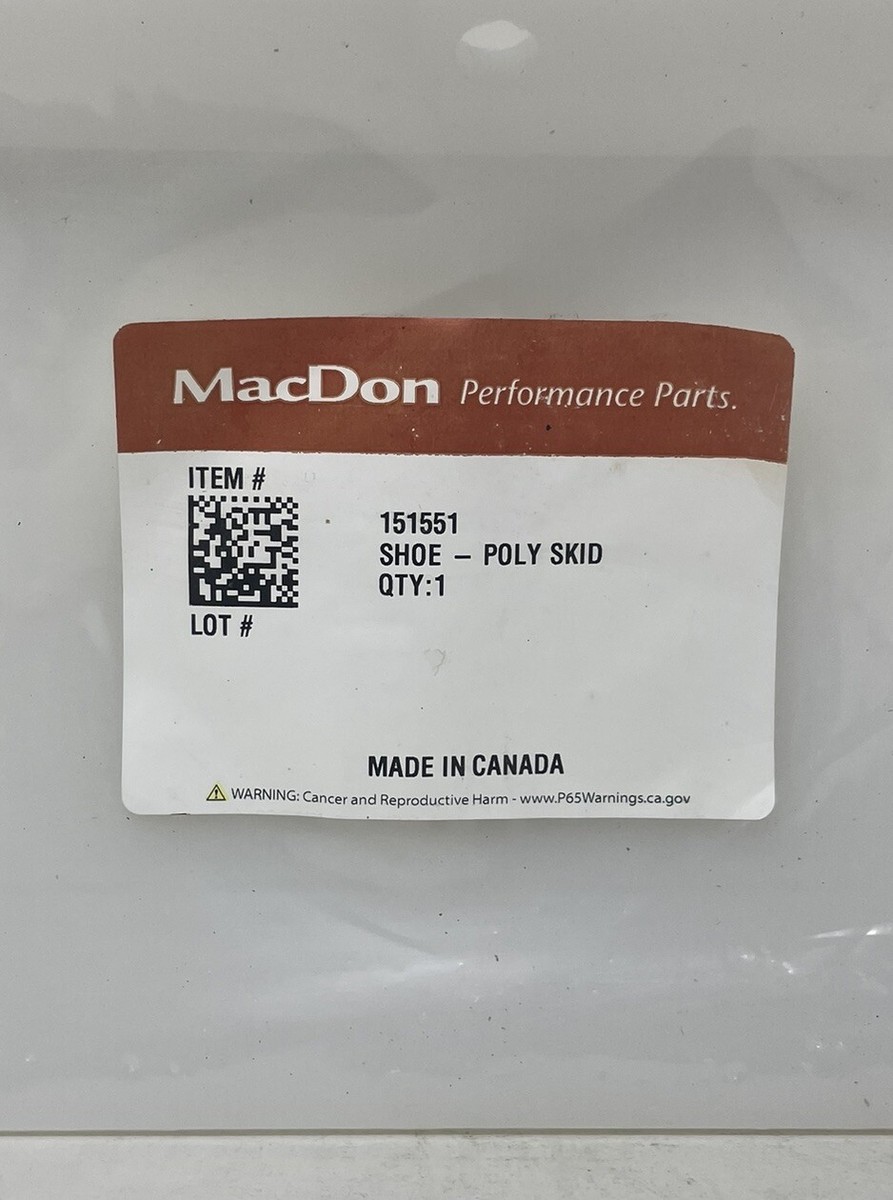 MacDon Performance Parts.
ITEM #
151551
SHOE – POLY SKID
QTY:1
LOT #
MADE IN CANADA
WARNING: Cancer and Reproductive Harm - www.P65Warnings.ca.gov